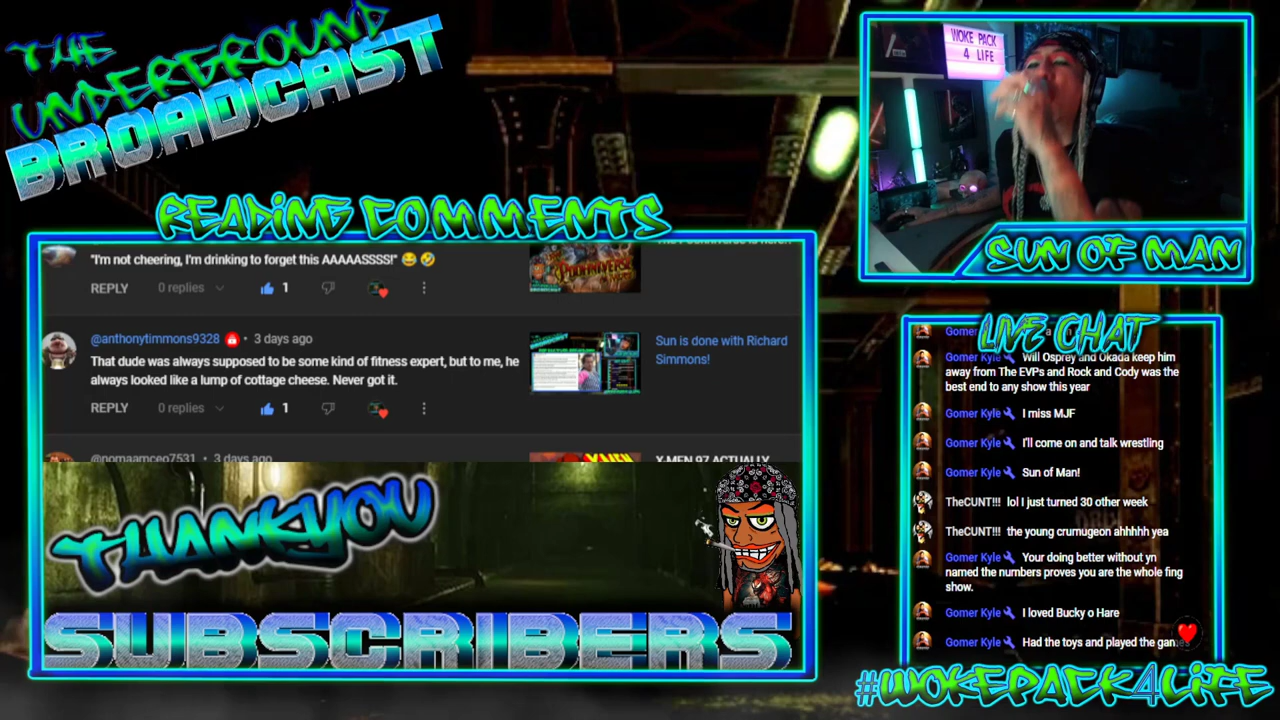 THE
UNDERGROUND
BROADCAST
WOKE PACK
4 LIFE
SUN OF MAN
READING COMMENTS
"I'm not cheering, I'm drinking to forget this AAAAASSSS!" 😂 🤣
REPLY 0 replies 1
@anthonytimmons9328 • 3 days ago
That dude was always supposed to be some kind of fitness expert, but to me, he
always looked like a lump of cottage cheese. Never got it.
REPLY 0 replies 1
Sun is done with Richard
Simmons!
@nomaamceo7531 • 3 days ago
X-MEN 97 ACTUALLY
THANKYOU
SUBSCRIBERS
LIVE CHAT
Gomer
Gomer Kyle Will Osprey and Okada keep him
away from The EVPs and Rock and Cody was the
best end to any show this year
Gomer Kyle I miss MJF
Gomer Kyle I'll come on and talk wrestling
Gomer Kyle Sun of Man!
TheCUNT!!! lol I just turned 30 other week
TheCUNT!!! the young crumugeon ahhhhh yea
Gomer Kyle Your doing better without yn
named the numbers proves you are the whole fing
show.
Gomer Kyle I loved Bucky o Hare
Gomer Kyle Had the toys and played the games
#WOKEPACK4LIFE